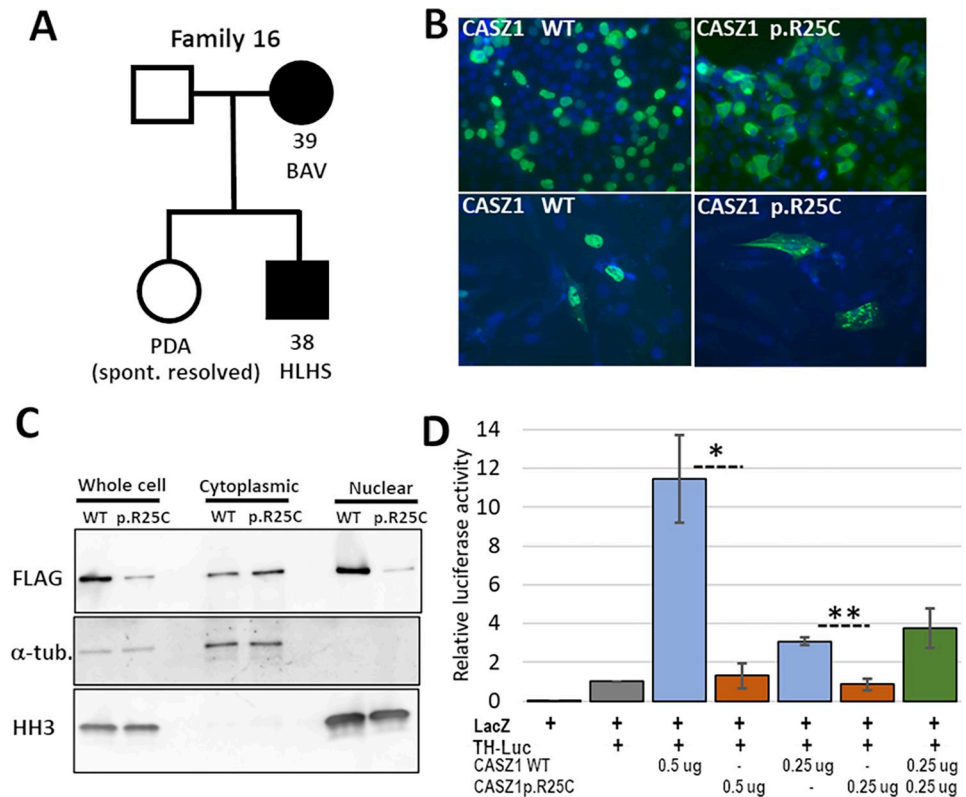 A
Family 16
39
BAV
PDA
(spont. resolved)
38
HLHS
B
CASZ1 WT
CASZ1 p.R25C
CASZ1 WT
CASZ1 p.R25C
C
Whole cell Cytoplasmic Nuclear
WT p.R25C WT p.R25C WT p.R25C
FLAG
α-tub.
HH3
D
Relative luciferase activity
14
12
10
8
6
4
2
0
*
**
LacZ + + + + + + +
TH-Luc + + + + + +
CASZ1 WT 0.5 ug - 0.25 ug - 0.25 ug
CASZ1p.R25C 0.5 ug - 0.25 ug 0.25 ug